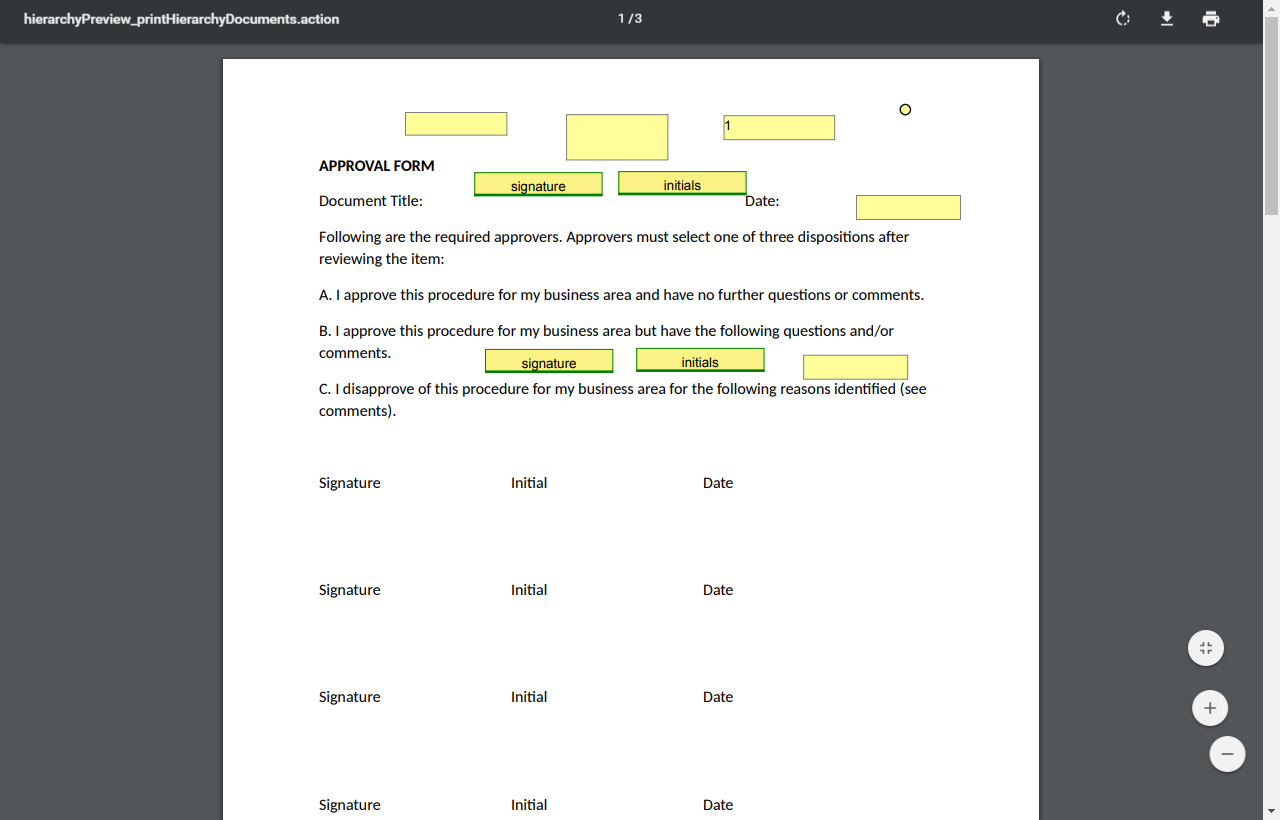 hierarchyPreview_printHierarchyDocuments.action
1 / 3
1
APPROVAL FORM
signature initials
Document Title: Date:
Following are the required approvers. Approvers must select one of three dispositions after
reviewing the item:
A. I approve this procedure for my business area and have no further questions or comments.
B. I approve this procedure for my business area but have the following questions and/or
comments.
signature initials
C. I disapprove of this procedure for my business area for the following reasons identified (see
comments).
Signature Initial Date
Signature Initial Date
Signature Initial Date
Signature Initial Date